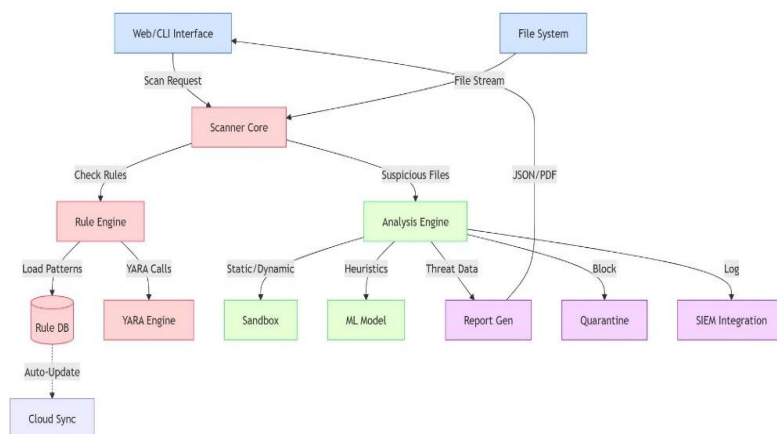 Web/CLI Interface
File System
Scan Request
File Stream
Scanner Core
Check Rules
Suspicious Files
JSON/PDF
Rule Engine
Analysis Engine
Load Patterns
YARA Calls
Static/Dynamic
Heuristics
Threat Data
Block
Log
Rule DB
YARA Engine
Sandbox
ML Model
Report Gen
Quarantine
SIEM Integration
Auto-Update
Cloud Sync